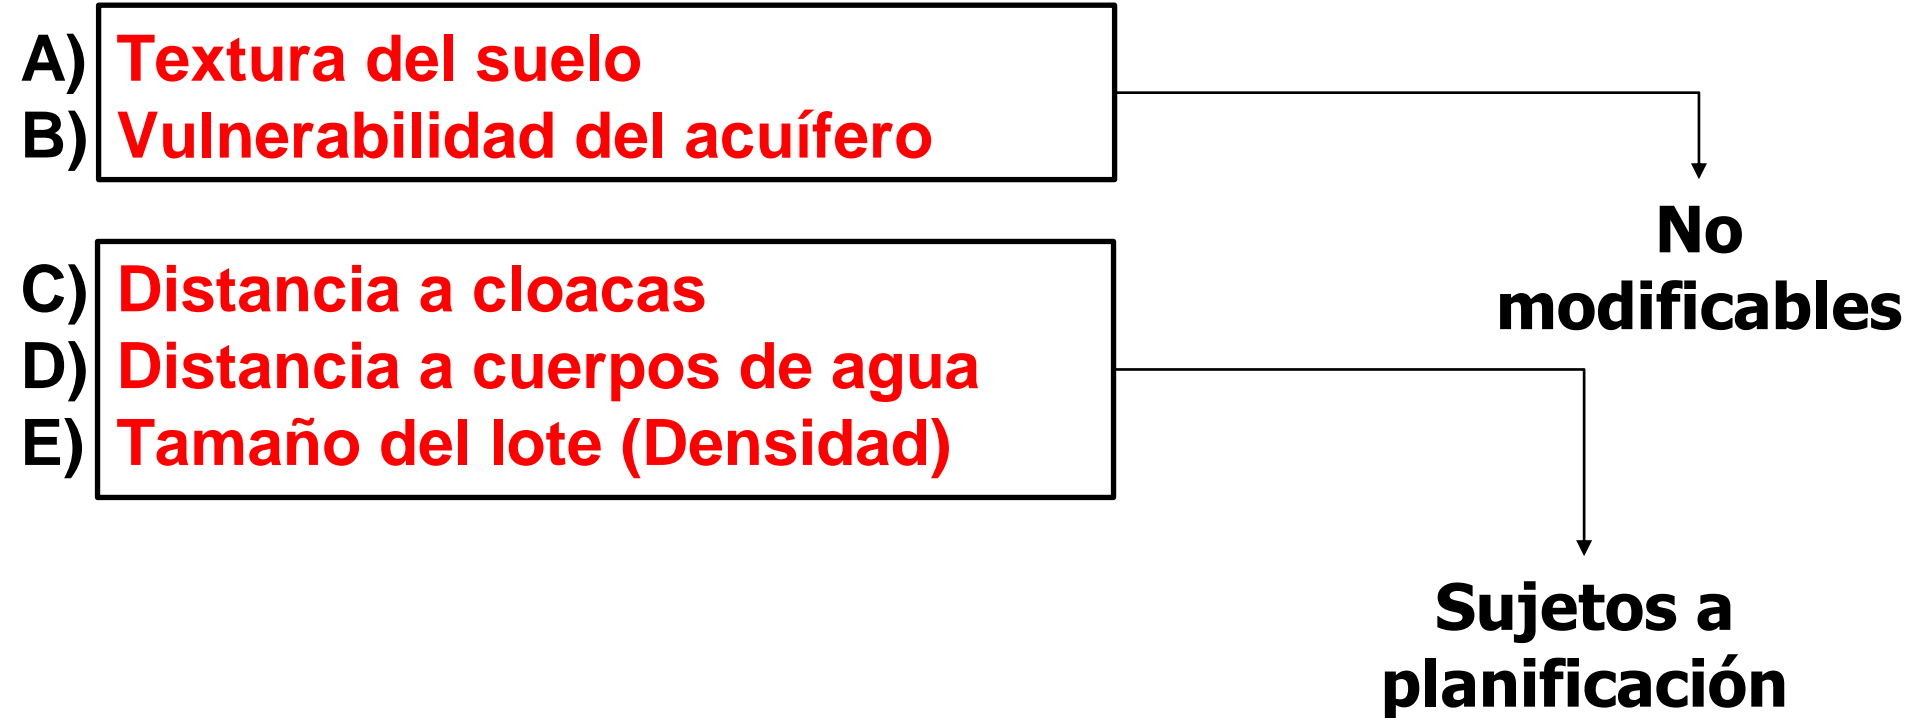 A) Textura del suelo
B) Vulnerabilidad del acuífero
No
modificables
C) Distancia a cloacas
D) Distancia a cuerpos de agua
E) Tamaño del lote (Densidad)
Sujetos a
planificación